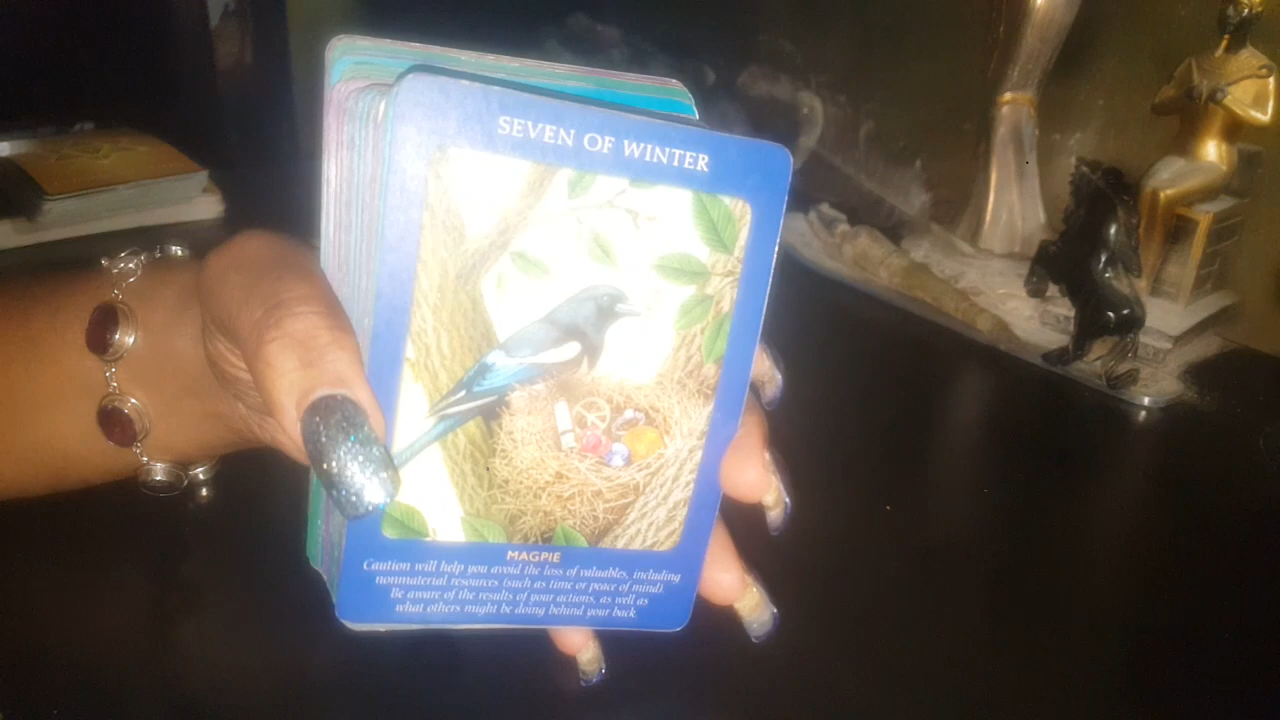 SEVEN OF WINTER
MAGPIE
Caution will help you avoid the loss of valuables, including
nonmaterial resources (such as time or peace of mind).
Be aware of the results of your actions, as well as
what others might be doing behind your back.